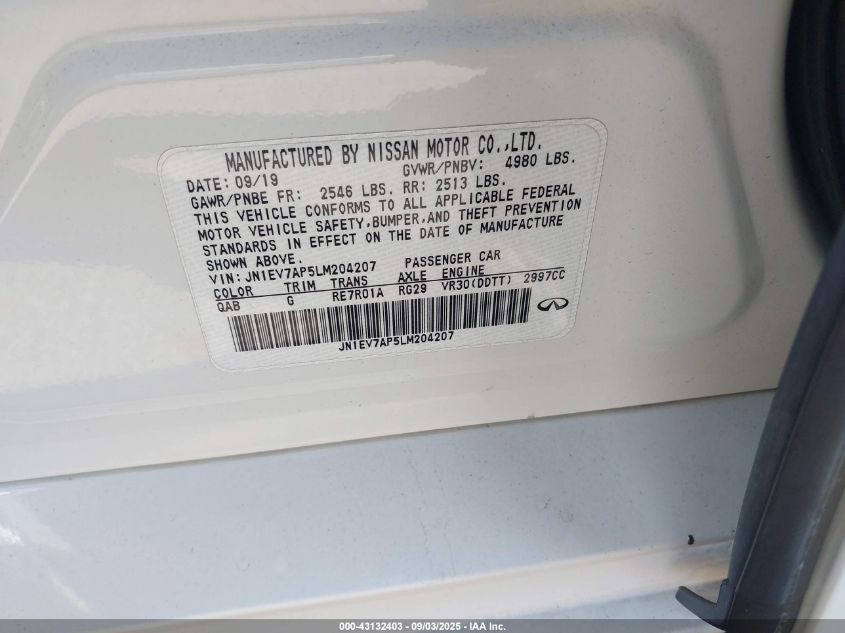 MANUFACTURED BY NISSAN MOTOR CO.,LTD.
DATE: 09/19 GVWR/PNBV: 4980 LBS.
GAWR/PNBE FR: 2546 LBS. RR: 2513 LBS.
THIS VEHICLE CONFORMS TO ALL APPLICABLE FEDERAL
MOTOR VEHICLE SAFETY,BUMPER,AND THEFT PREVENTION
STANDARDS IN EFFECT ON THE DATE OF MANUFACTURE
SHOWN ABOVE.
VIN: JN1EV7AP5LM204207 PASSENGER CAR
COLOR TRIM TRANS AXLE ENGINE
QAB G RE7R01A RG29 VR30(DDTT) 2997CC
JN1EV7AP5LM204207
000-43132403 - 09/03/2025 - IAA Inc.